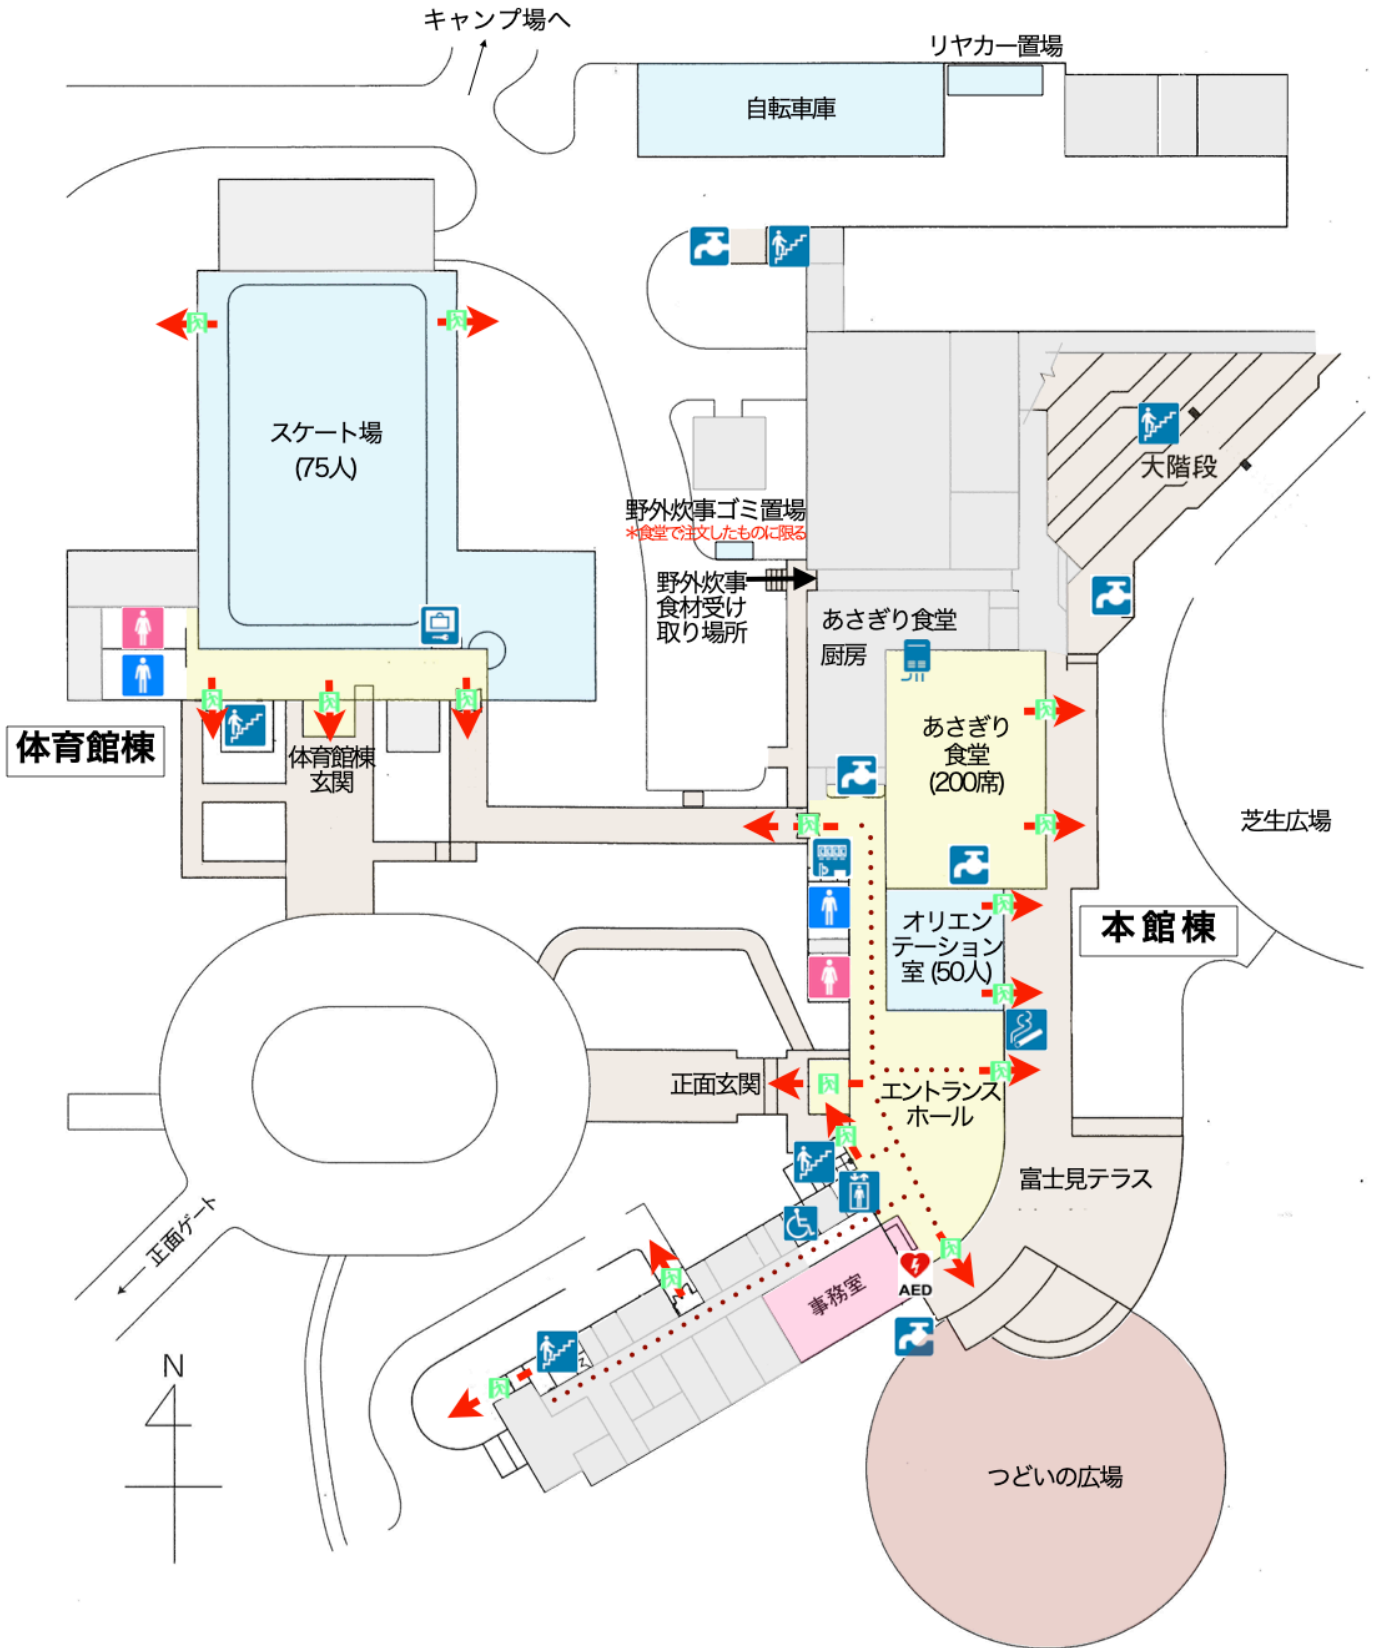 キャンプ場へ
リヤカー置場
自転車庫
スケート場
(75人)
大階段
野外炊事ゴミ置場
*食堂で注文したものに限る
野外炊事
食材受け
取り場所
あさぎり食堂
厨房
あさぎり
食堂
(200席)
体育館棟
体育館棟
玄関
芝生広場
オリエン
テーション
室 (50人)
本館棟
正面玄関
エントランス
ホール
富士見テラス
正面ゲート
事務室
AED
N
つどいの広場